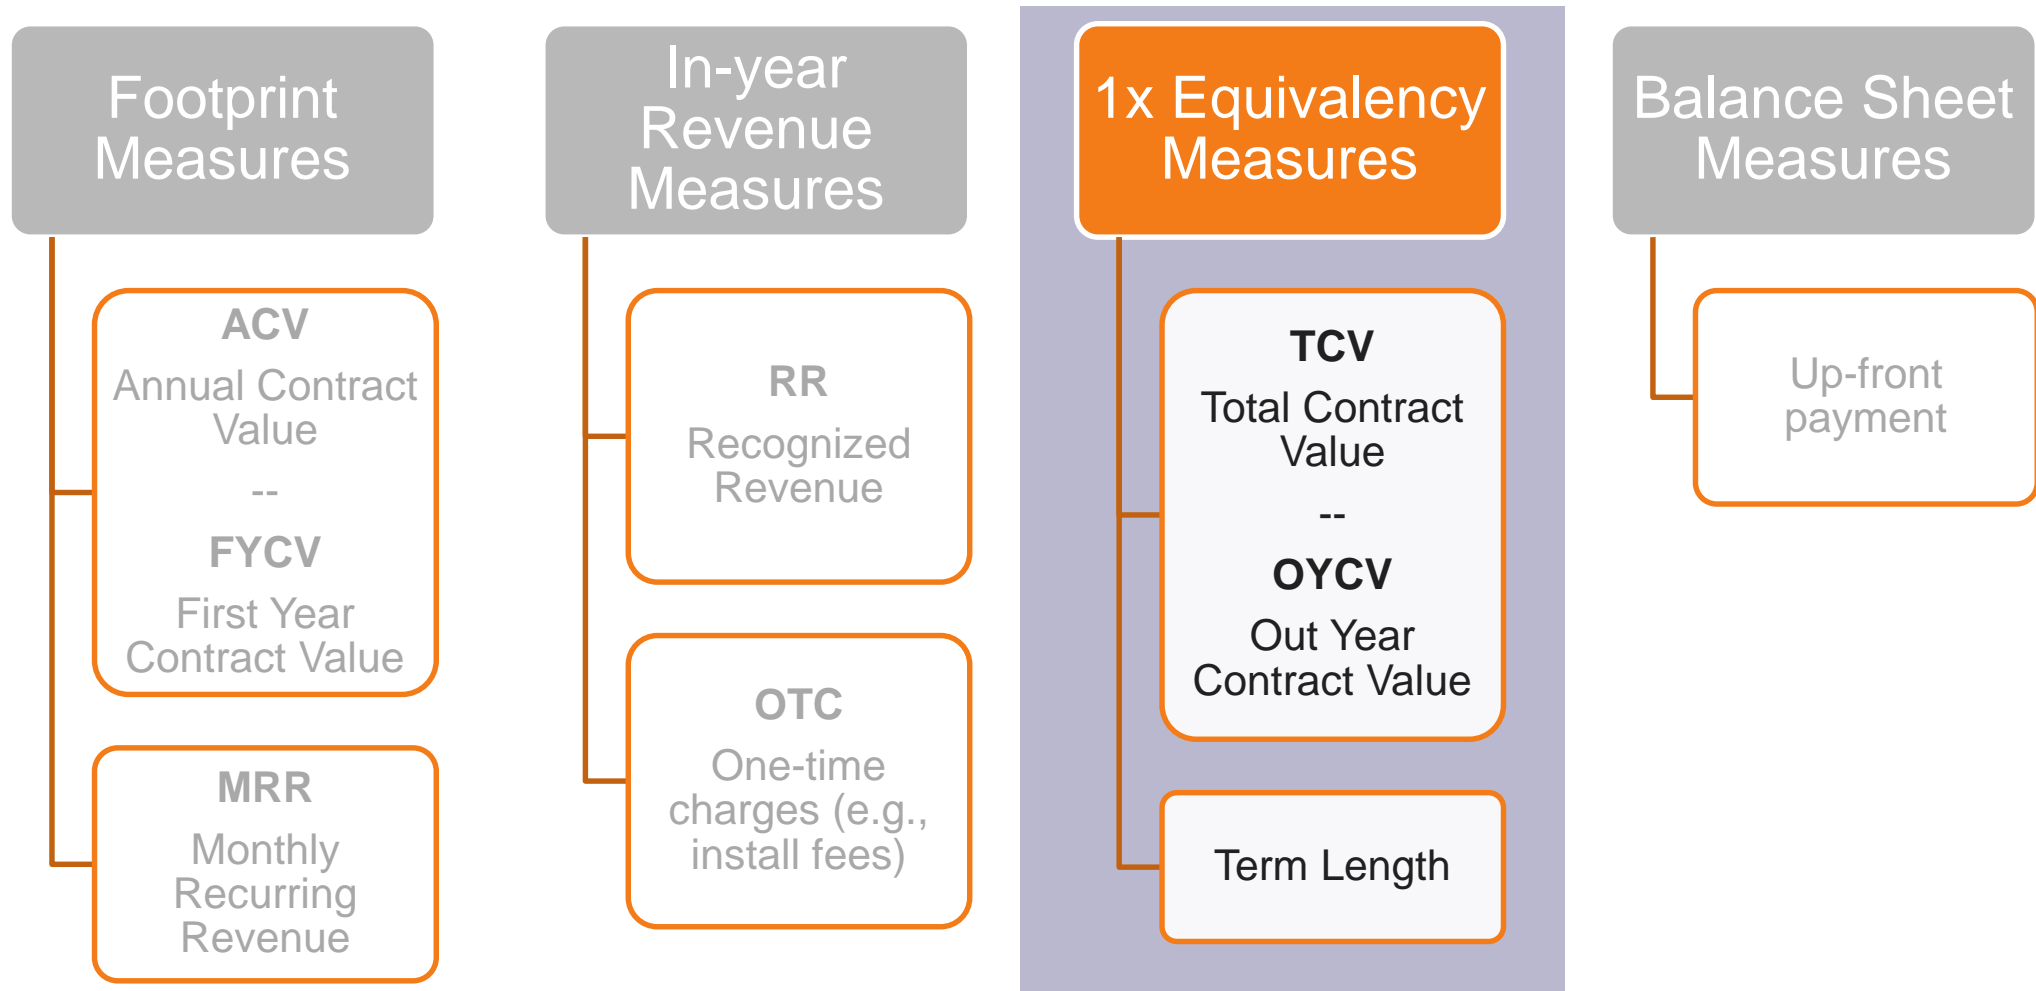 Footprint
Measures
ACV
Annual Contract
Value
--
FYCV
First Year
Contract Value
MRR
Monthly
Recurring
Revenue
In-year
Revenue
Measures
RR
Recognized
Revenue
OTC
One-time
charges (e.g.,
install fees)
1x Equivalency
Measures
TCV
Total Contract
Value
--
OYCV
Out Year
Contract Value
Term Length
Balance Sheet
Measures
Up-front
payment